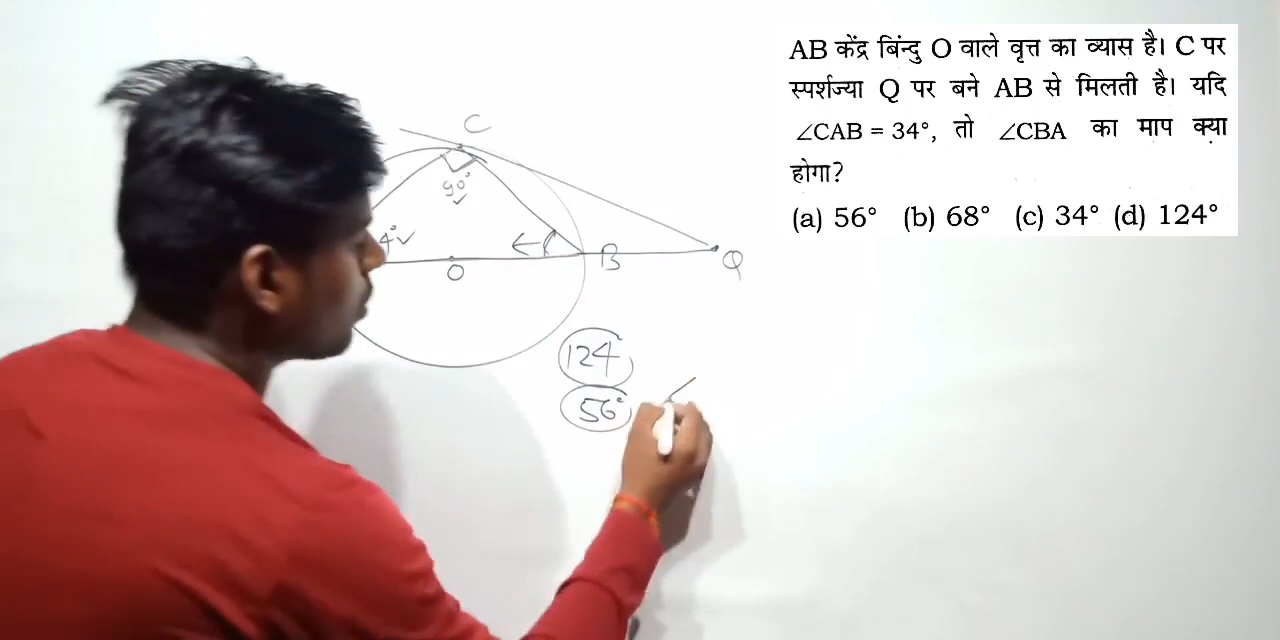 AB केंद्र बिंन्दु O वाले वृत्त का व्यास है। C पर
स्पर्शज्या Q पर बने AB से मिलती है। यदि
∠CAB = 34°, तो ∠CBA का माप क्या
होगा?
(a) 56° (b) 68° (c) 34° (d) 124°
C
90°
4°
O
B
Q
124°
56°